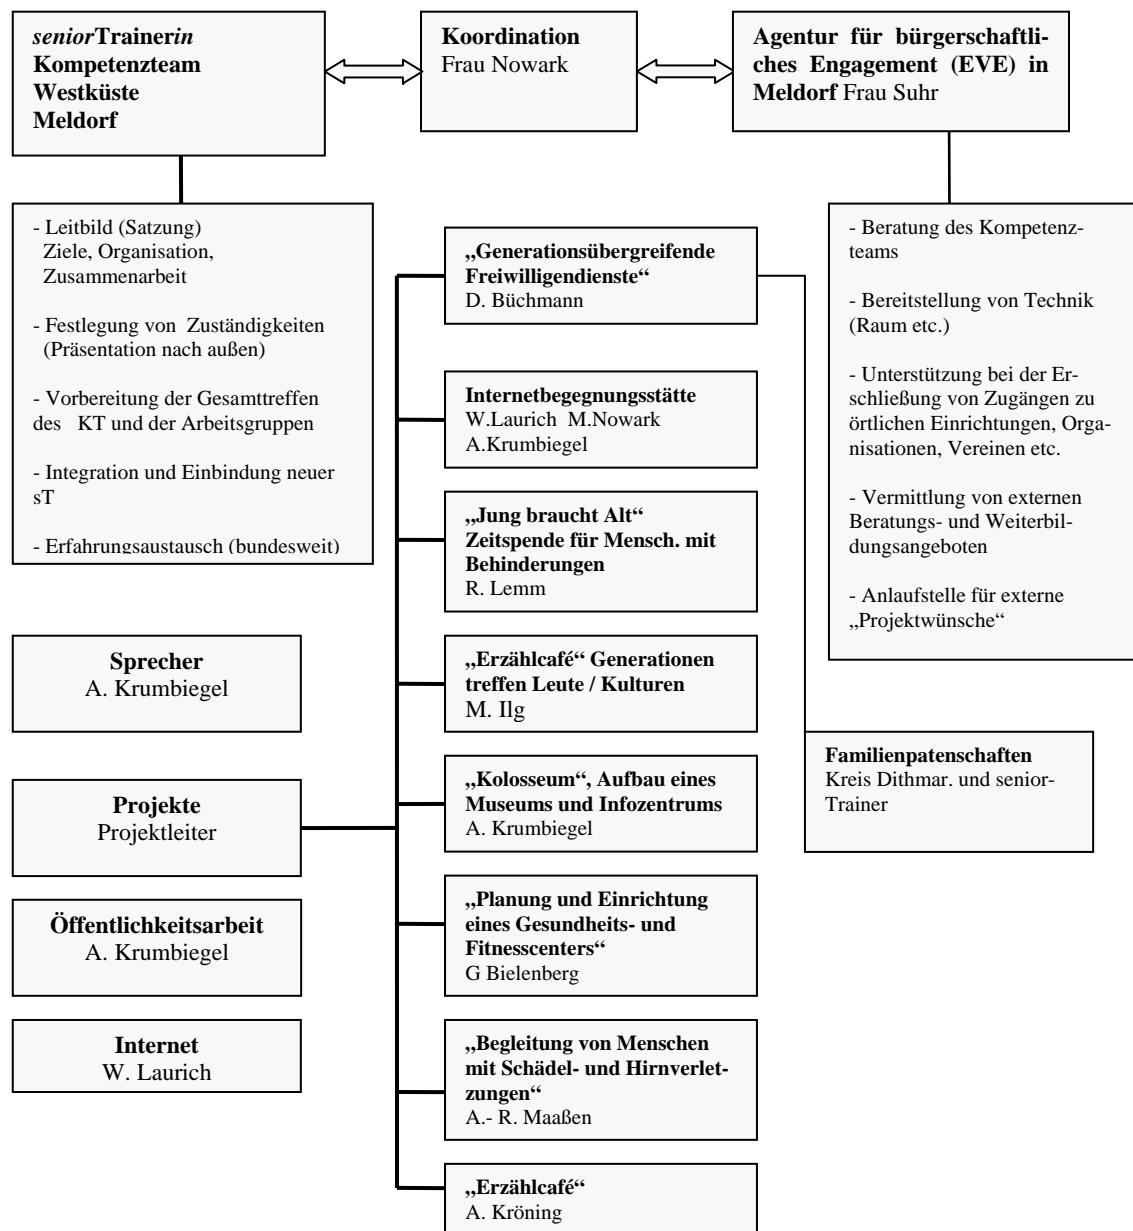 seniorTrainerin
Kompetenzteam
Westküste
Meldorf
Koordination
Frau Nowark
Agentur für bürgerschaftli-
ches Engagement (EVE) in
Meldorf Frau Suhr
- Leitbild (Satzung)
Ziele, Organisation,
Zusammenarbeit
- Festlegung von Zuständigkeiten
(Präsentation nach außen)
- Vorbereitung der Gesamttreffen
des KT und der Arbeitsgruppen
- Integration und Einbindung neuer
sT
- Erfahrungsaustausch (bundesweit)
Sprecher
A. Krumbiegel
Projekte
Projektleiter
Öffentlichkeitsarbeit
A. Krumbiegel
Internet
W. Laurich
„Generationsübergreifende
Freiwilligendienste“
D. Büchmann
Internetbegegnungsstätte
W.Laurich M.Nowark
A.Krumbiegel
„Jung braucht Alt“
Zeitspende für Mensch. mit
Behinderungen
R. Lemm
„Erzählcafé“ Generationen
treffen Leute / Kulturen
M. Ilg
„Kolosseum“, Aufbau eines
Museums und Infozentrums
A. Krumbiegel
„Planung und Einrichtung
eines Gesundheits- und
Fitnesscenters“
G Bielenberg
„Begleitung von Menschen
mit Schädel- und Hirnverlet-
zungen“
A.- R. Maaßen
„Erzählcafé“
A. Kröning
- Beratung des Kompetenz-
teams
- Bereitstellung von Technik
(Raum etc.)
- Unterstützung bei der Er-
schließung von Zugängen zu
örtlichen Einrichtungen, Orga-
nisationen, Vereinen etc.
- Vermittlung von externen
Beratungs- und Weiterbil-
dungsangeboten
- Anlaufstelle für externe
„Projektwünsche“
Familienpatenschaften
Kreis Dithmar. und senior-
Trainer